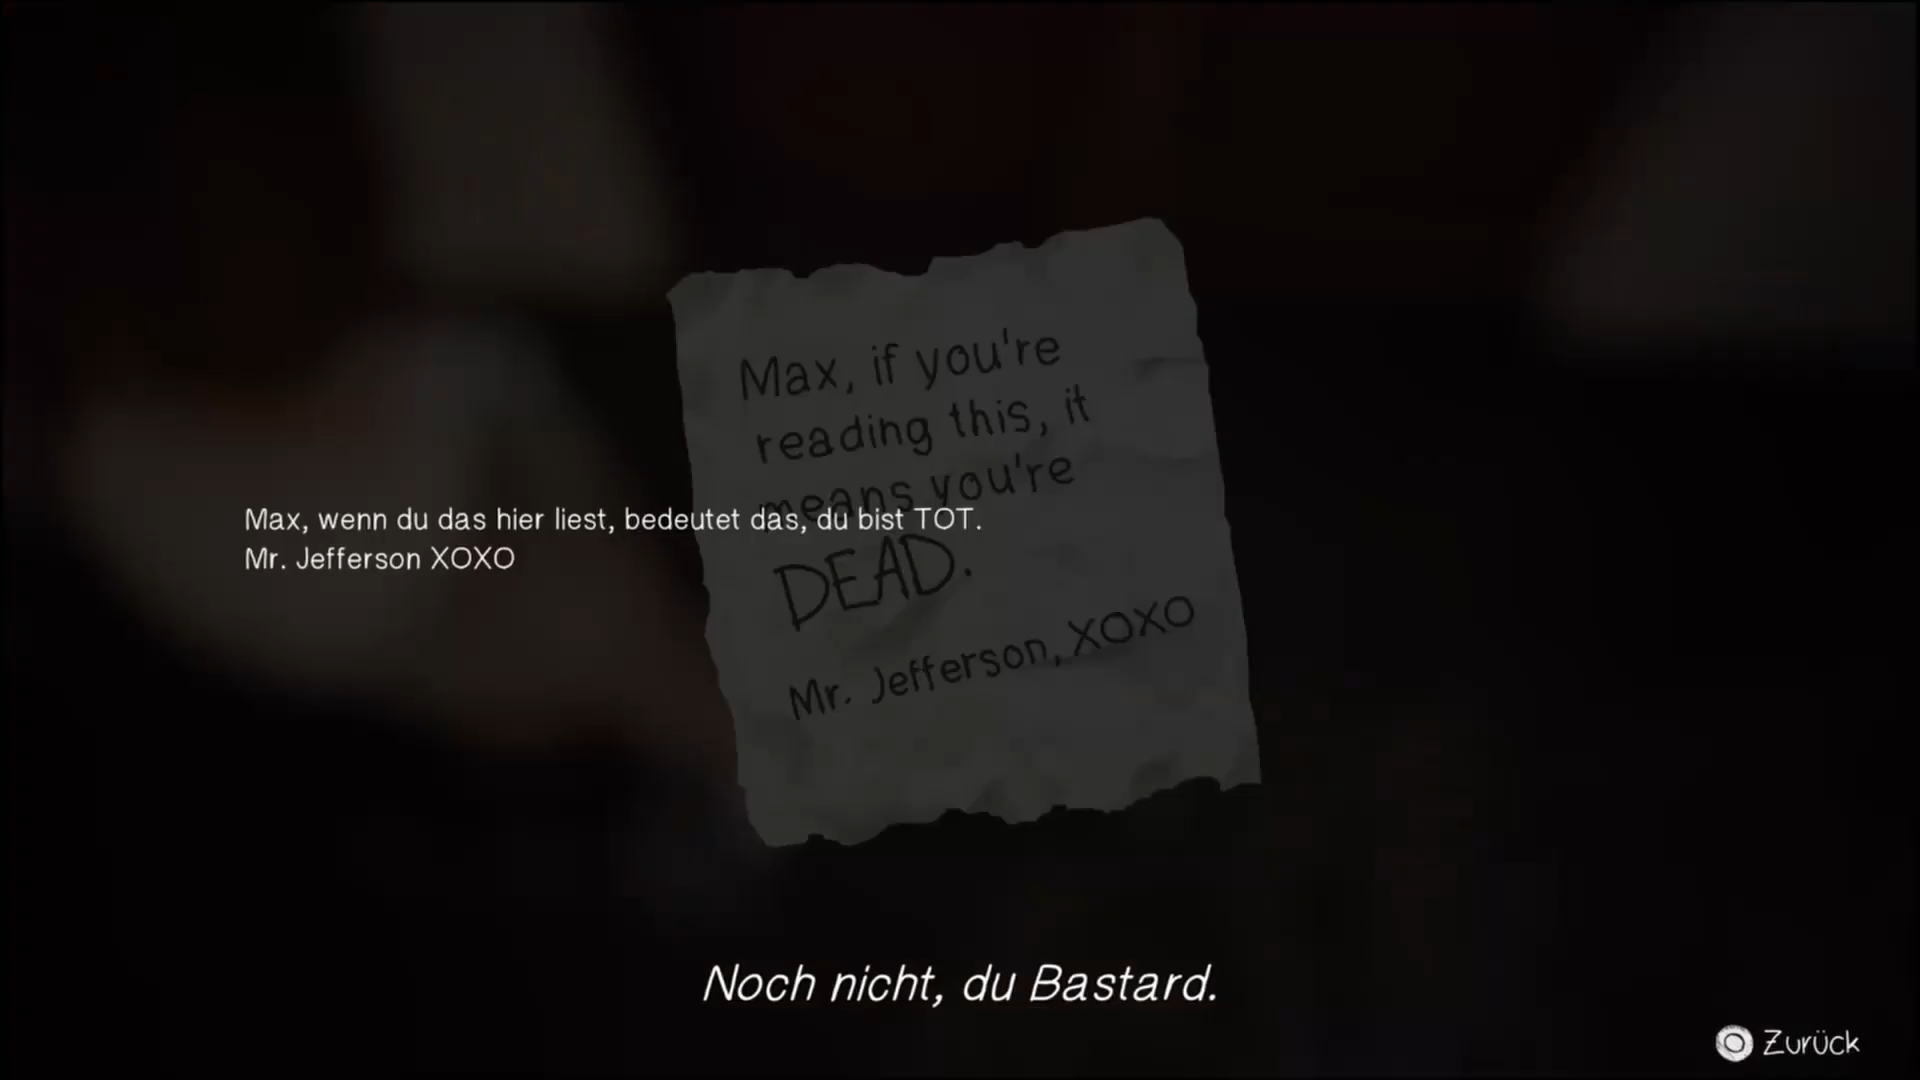 Max, if you're
reading this, it
means you're
DEAD.
Mr. Jefferson, XOXO
Max, wenn du das hier liest, bedeutet das, du bist TOT.
Mr. Jefferson XOXO
Noch nicht, du Bastard.
Zurück